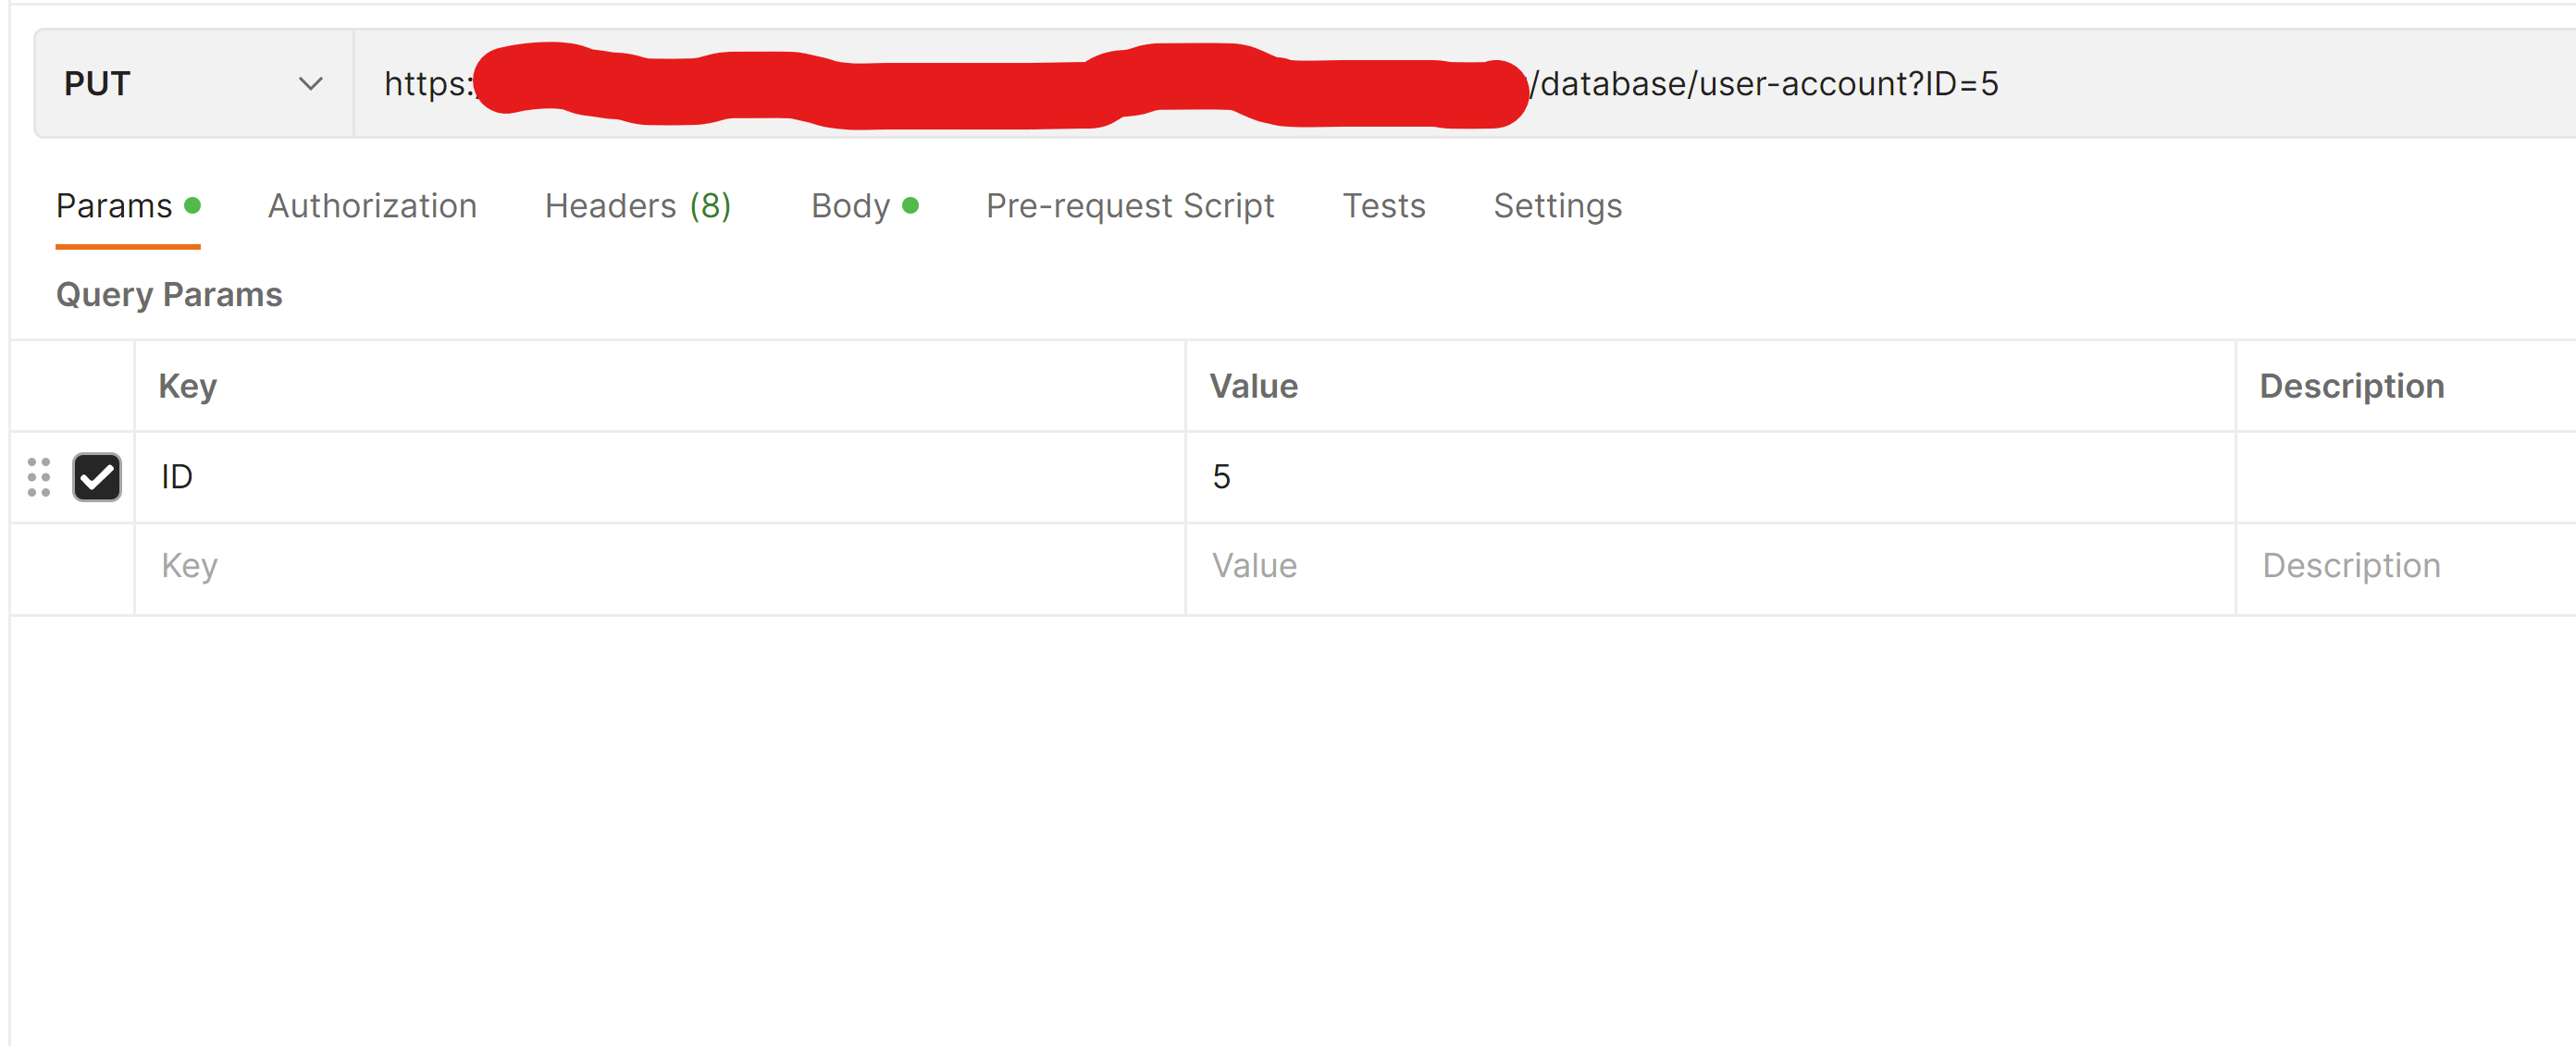 PUT https: /database/user-account?ID=5
Params Authorization Headers (8) Body Pre-request Script Tests Settings
Query Params
Key Value Description
ID 5
Key Value Description